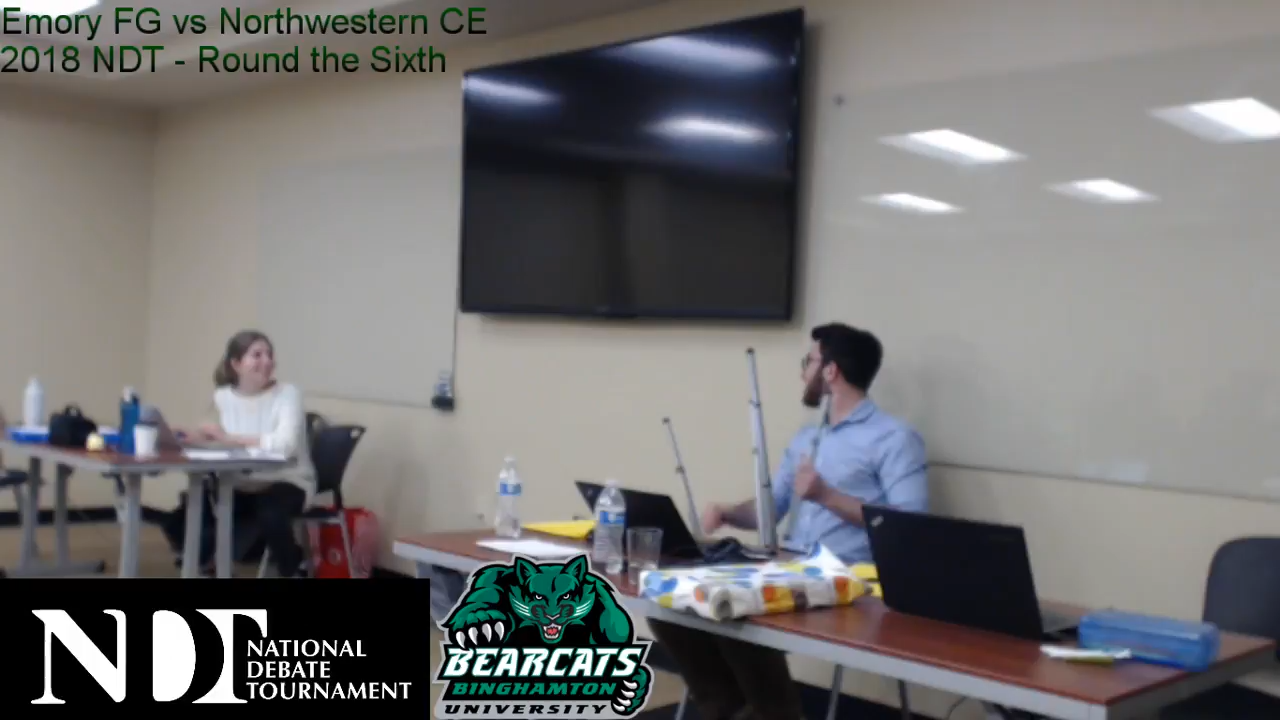 Emory FG vs Northwestern CE
2018 NDT - Round the Sixth
NDT
NATIONAL
DEBATE
TOURNAMENT
BEARCATS
BINGHAMTON
UNIVERSITY